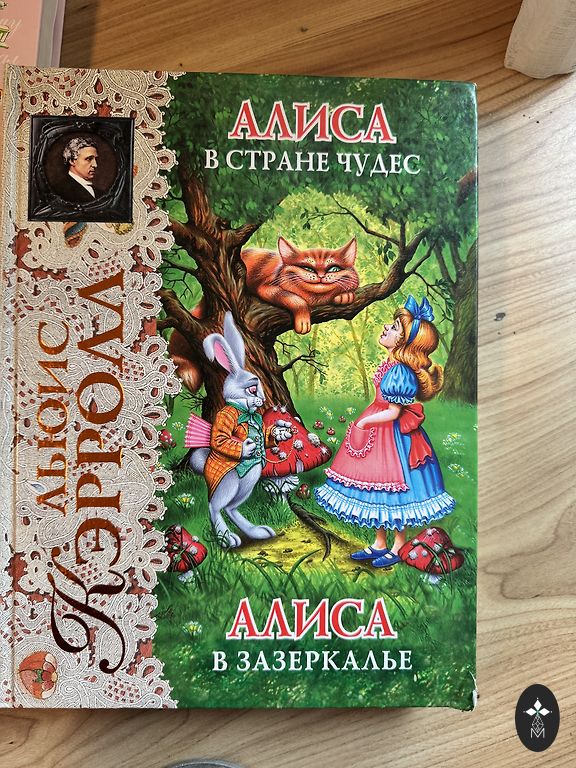 АЛИСА
В СТРАНЕ ЧУДЕС
ЛЬЮИС
КЭРРОЛЛ
АЛИСА
В ЗАЗЕРКАЛЬЕ
M